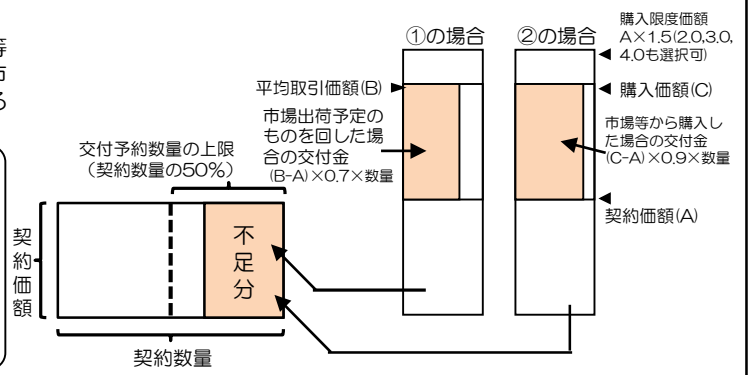 等
る
①の場合
②の場合
購入限度価額
A×1.5(2.0,3.0,
4.0も選択可)
平均取引価額(B)
購入価額(C)
市場出荷予定の
ものを回した場
合の交付金
(B-A)×0.7×数量
市場等から購入し
た場合の交付金
(C-A)×0.9×数量
契約価額(A)
交付予約数量の上限
(契約数量の50%)
契約価額
不足分
契約数量